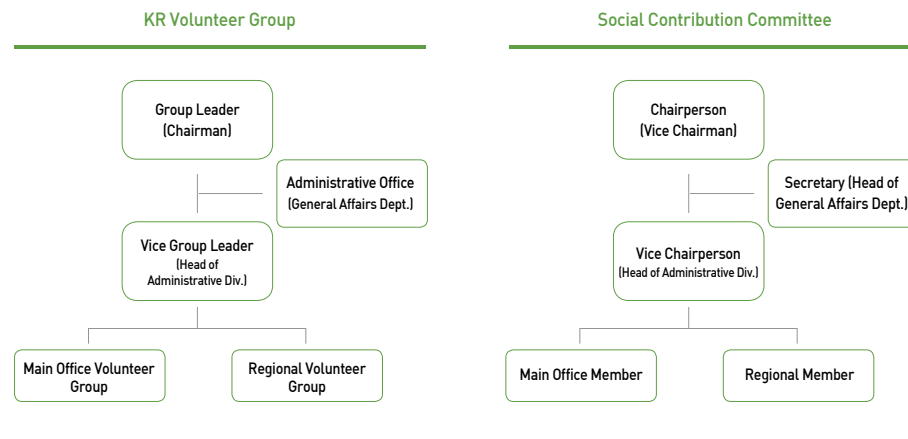 KR Volunteer Group
Group Leader
(Chairman)
Administrative Office
(General Affairs Dept.)
Vice Group Leader
(Head of
Administrative Div.)
Main Office Volunteer
Group
Regional Volunteer
Group
Social Contribution Committee
Chairperson
(Vice Chairman)
Secretary (Head of
General Affairs Dept.)
Vice Chairperson
(Head of Administrative Div.)
Main Office Member
Regional Member